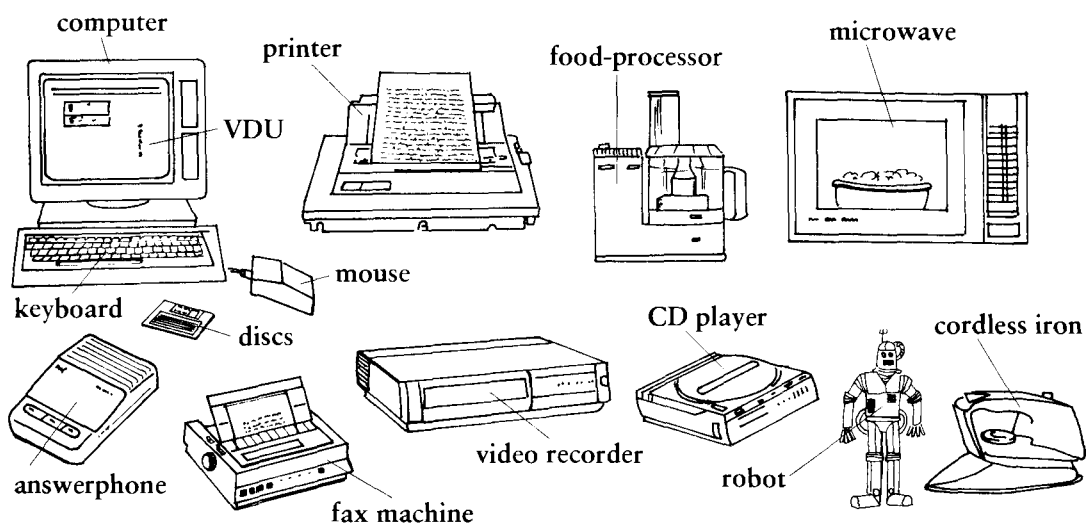 computer
printer
food-processor
microwave
VDU
keyboard
mouse
discs
CD player
cordless iron
answerphone
fax machine
video recorder
robot